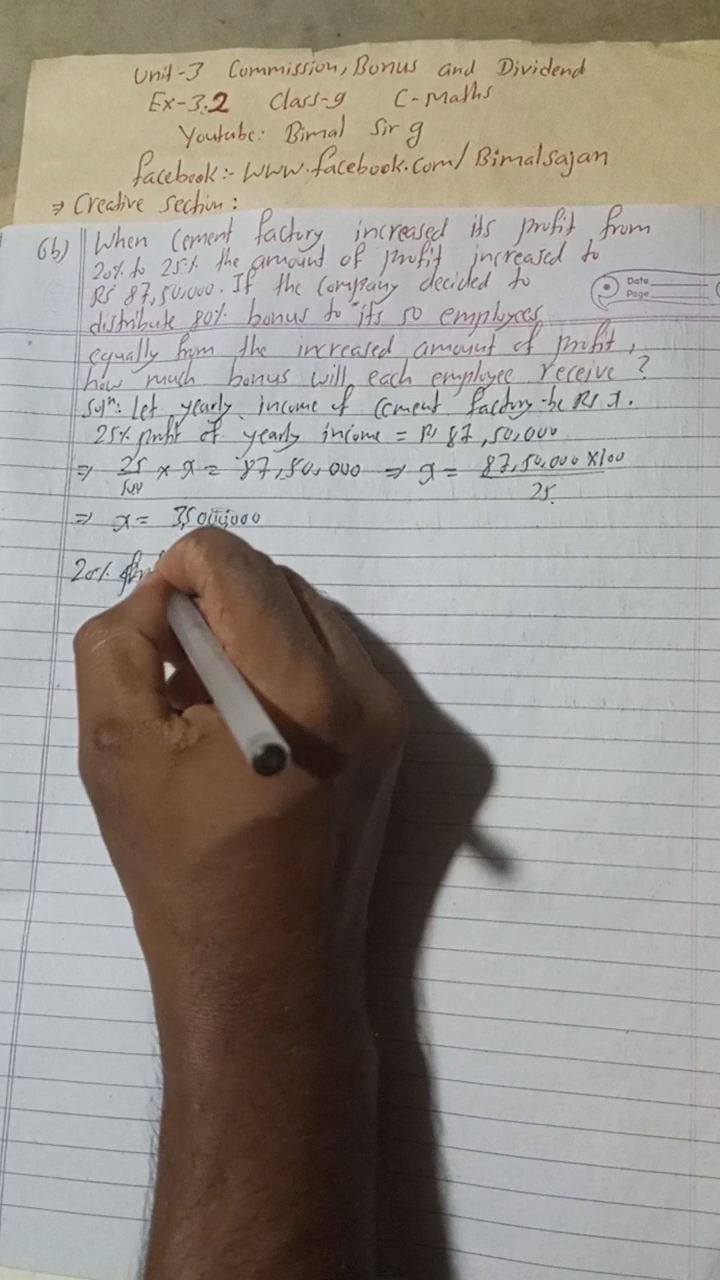 Unit-3 Commission, Bonus and Dividend
Ex-3.2 Class-9 C-Maths
Youtube: Bimal Sir g
facebook:- www.facebook.com/Bimalsajan
⇒ Creative section:
6b) When Cement factory increased its profit from
20% to 25% the amount of profit increased to
RS 87,50,000. If the Company decided to
Date
Page
distribute 80% bonus to its 50 employees
equally from the increased amount of profit,
how much bonus will each employee receive?
Solⁿ: Let yearly income of Cement factory be Rs x.
25% profit of yearly income = Rs 87,50,000
⇒ 25/100 × x = 87,50,000 ⇒ x = 87,50,000 × 100 / 25
⇒ x = 35000000
20%